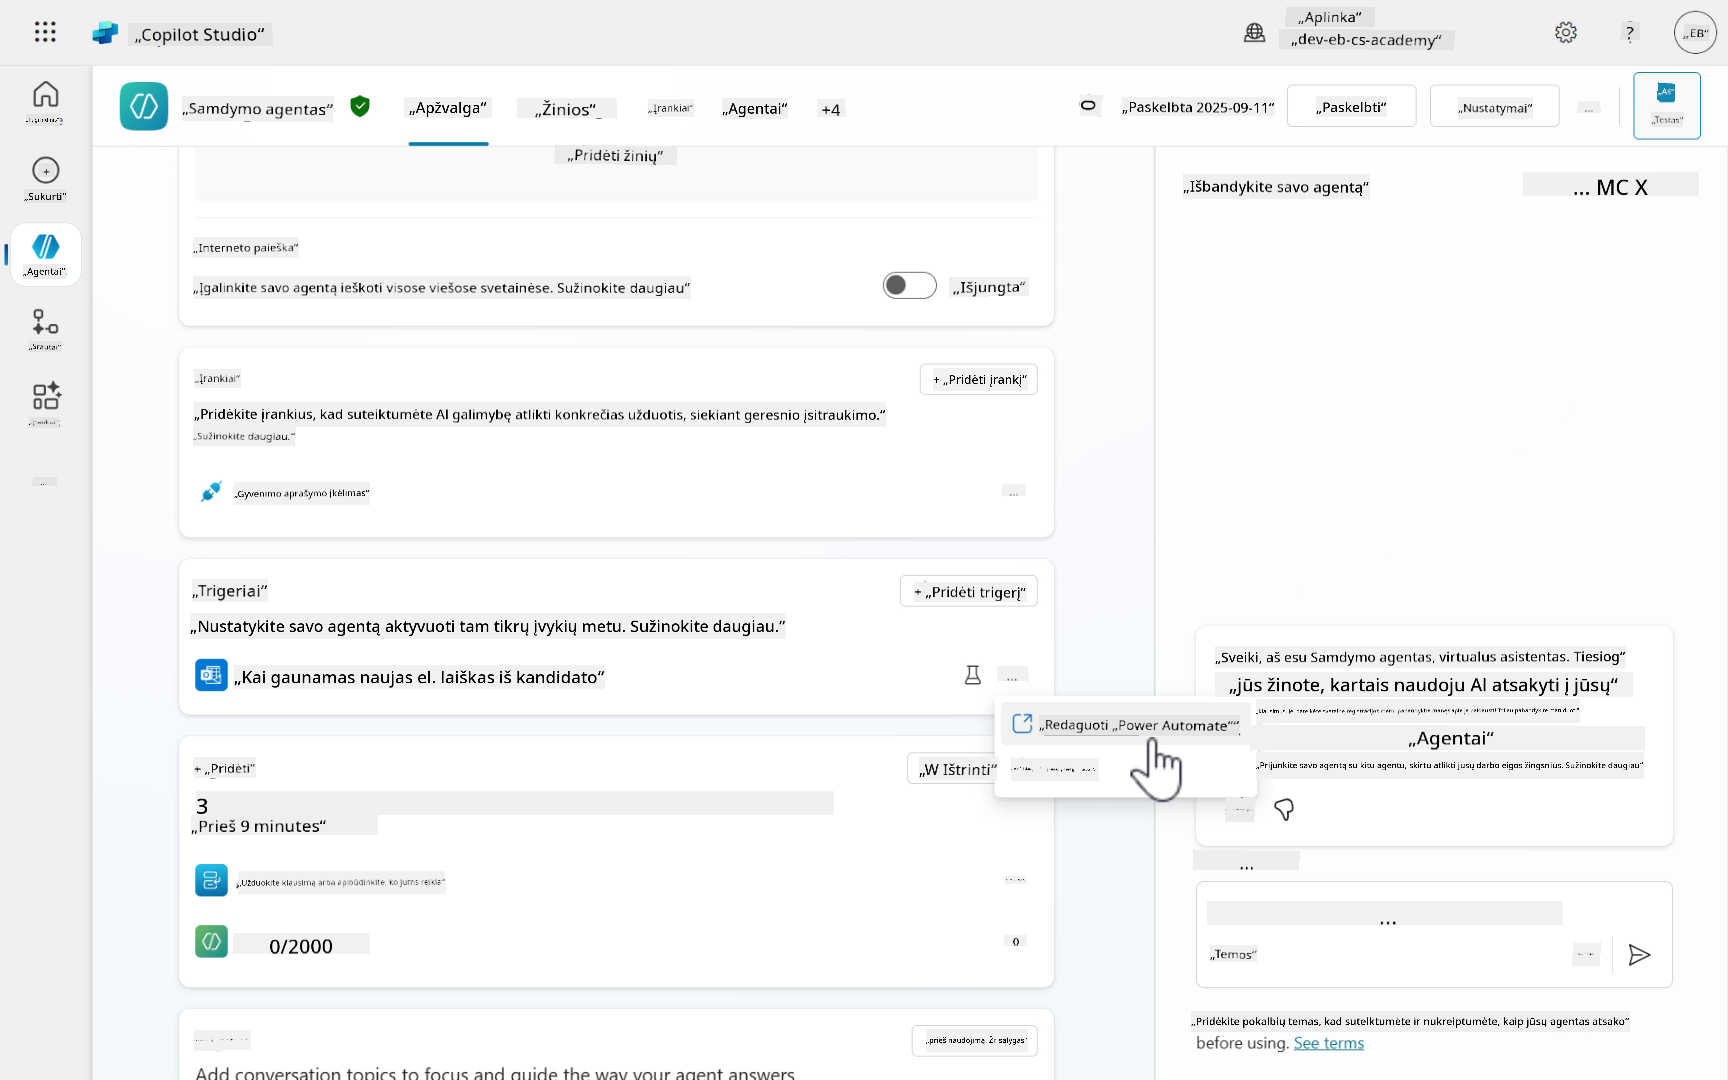 „Copilot Studio“
„Aplinka“
„dev-eb-cs-academy“
?
„EB“
„Samdymo agentas“
„Apžvalga“
„Žinios“
„Įrankiai“
„Agentai“
+4
„Paskelbta 2025-09-11“
„Paskelbti“
„Nustatymai“
...
„Aš“
„Testas“
„Sukurti“
„Agentai“
„Srautai“
...
„Pridėti žinių“
„Interneto paieška“
„Įgalinkite savo agentą ieškoti visose viešose svetainėse. Sužinokite daugiau“
„Išjungta“
„Įrankiai“
+ „Pridėti įrankį“
„Pridėkite įrankius, kad suteiktumėte AI galimybę atlikti konkrečias užduotis, siekiant geresnio įsitraukimo.“
„Sužinokite daugiau.“
„Gyvenimo aprašymo įkėlimas“
...
„Trigeriai“
+ „Pridėti trigerį“
„Nustatykite savo agentą aktyvuoti tam tikrų įvykių metu. Sužinokite daugiau.“
„Kai gaunamas naujas el. laiškas iš kandidato“
...
„Redaguoti „Power Automate““
+ „Pridėti“
„W Ištrinti“
3
„Prieš 9 minutes“
„Užduokite klausimą arba apibūdinkite, ko jums reikia“
0/2000
0
„prieš naudojimą. Žr. sąlygas“
Add conversation topics to focus and guide the way your agent answers
„Išbandykite savo agentą“
... MC X
„Sveiki, aš esu Samdymo agentas, virtualus asistentas. Tiesiog“
„jūs žinote, kartais naudoju AI atsakyti į jūsų“
„Agentai“
„Prijunkite savo agentą su kitu agentu, skirtu atlikti jūsų darbo eigos žingsnius. Sužinokite daugiau“
...
...
„Temos“
„Pridėkite pokalbių temas, kad sutelktumėte ir nukreiptumėte, kaip jūsų agentas atsako“
before using. See terms